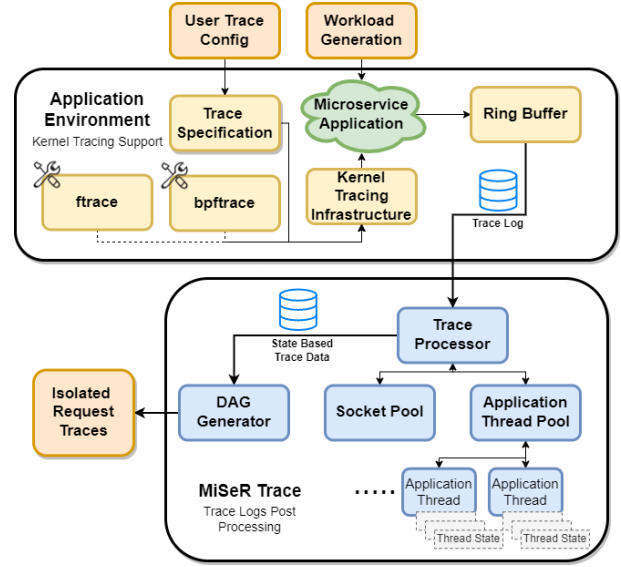 User Trace
Config
Workload
Generation
Application
Environment
Kernel Tracing Support
Trace
Specification
Microservice
Application
Ring Buffer
ftrace
bpftrace
Kernel
Tracing
Infrastructure
Trace Log
State Based
Trace Data
Trace
Processor
Isolated
Request
Traces
DAG
Generator
Socket Pool
Application
Thread Pool
MiSeR Trace
Trace Logs Post
Processing
.....
Application
Thread
Application
Thread
Thread State
Thread State